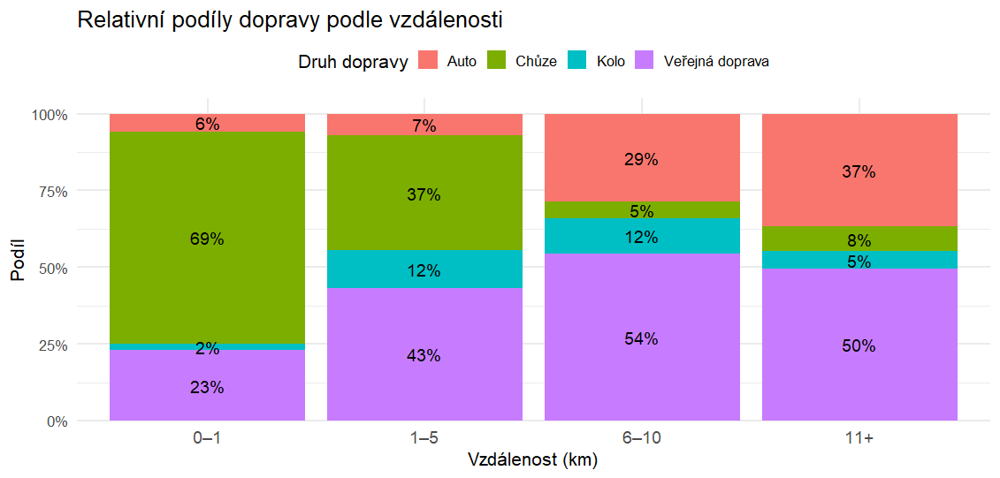 Relativní podíly dopravy podle vzdálenosti
Druh dopravy Auto Chůze Kolo Veřejná doprava
Podíl
100%
75%
50%
25%
0%
6% 7% 29% 37%
69% 37% 5% 8%
2% 12% 12% 5%
23% 43% 54% 50%
0–1 1–5 6–10 11+
Vzdálenost (km)